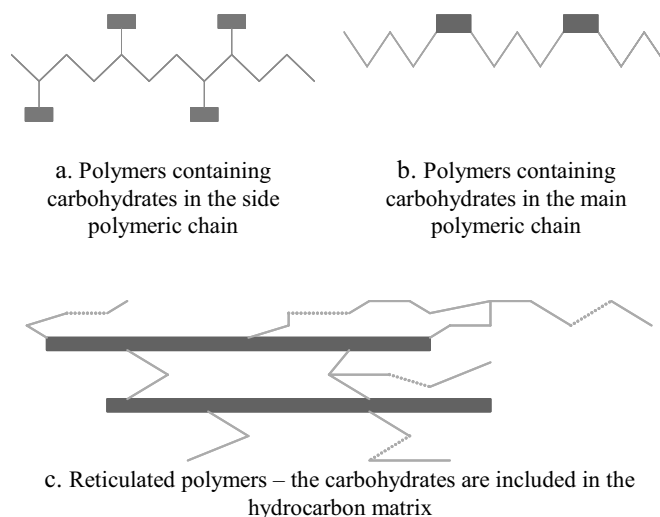 a. Polymers containing
carbohydrates in the side
polymeric chain
b. Polymers containing
carbohydrates in the main
polymeric chain
c. Reticulated polymers – the carbohydrates are included in the
hydrocarbon matrix